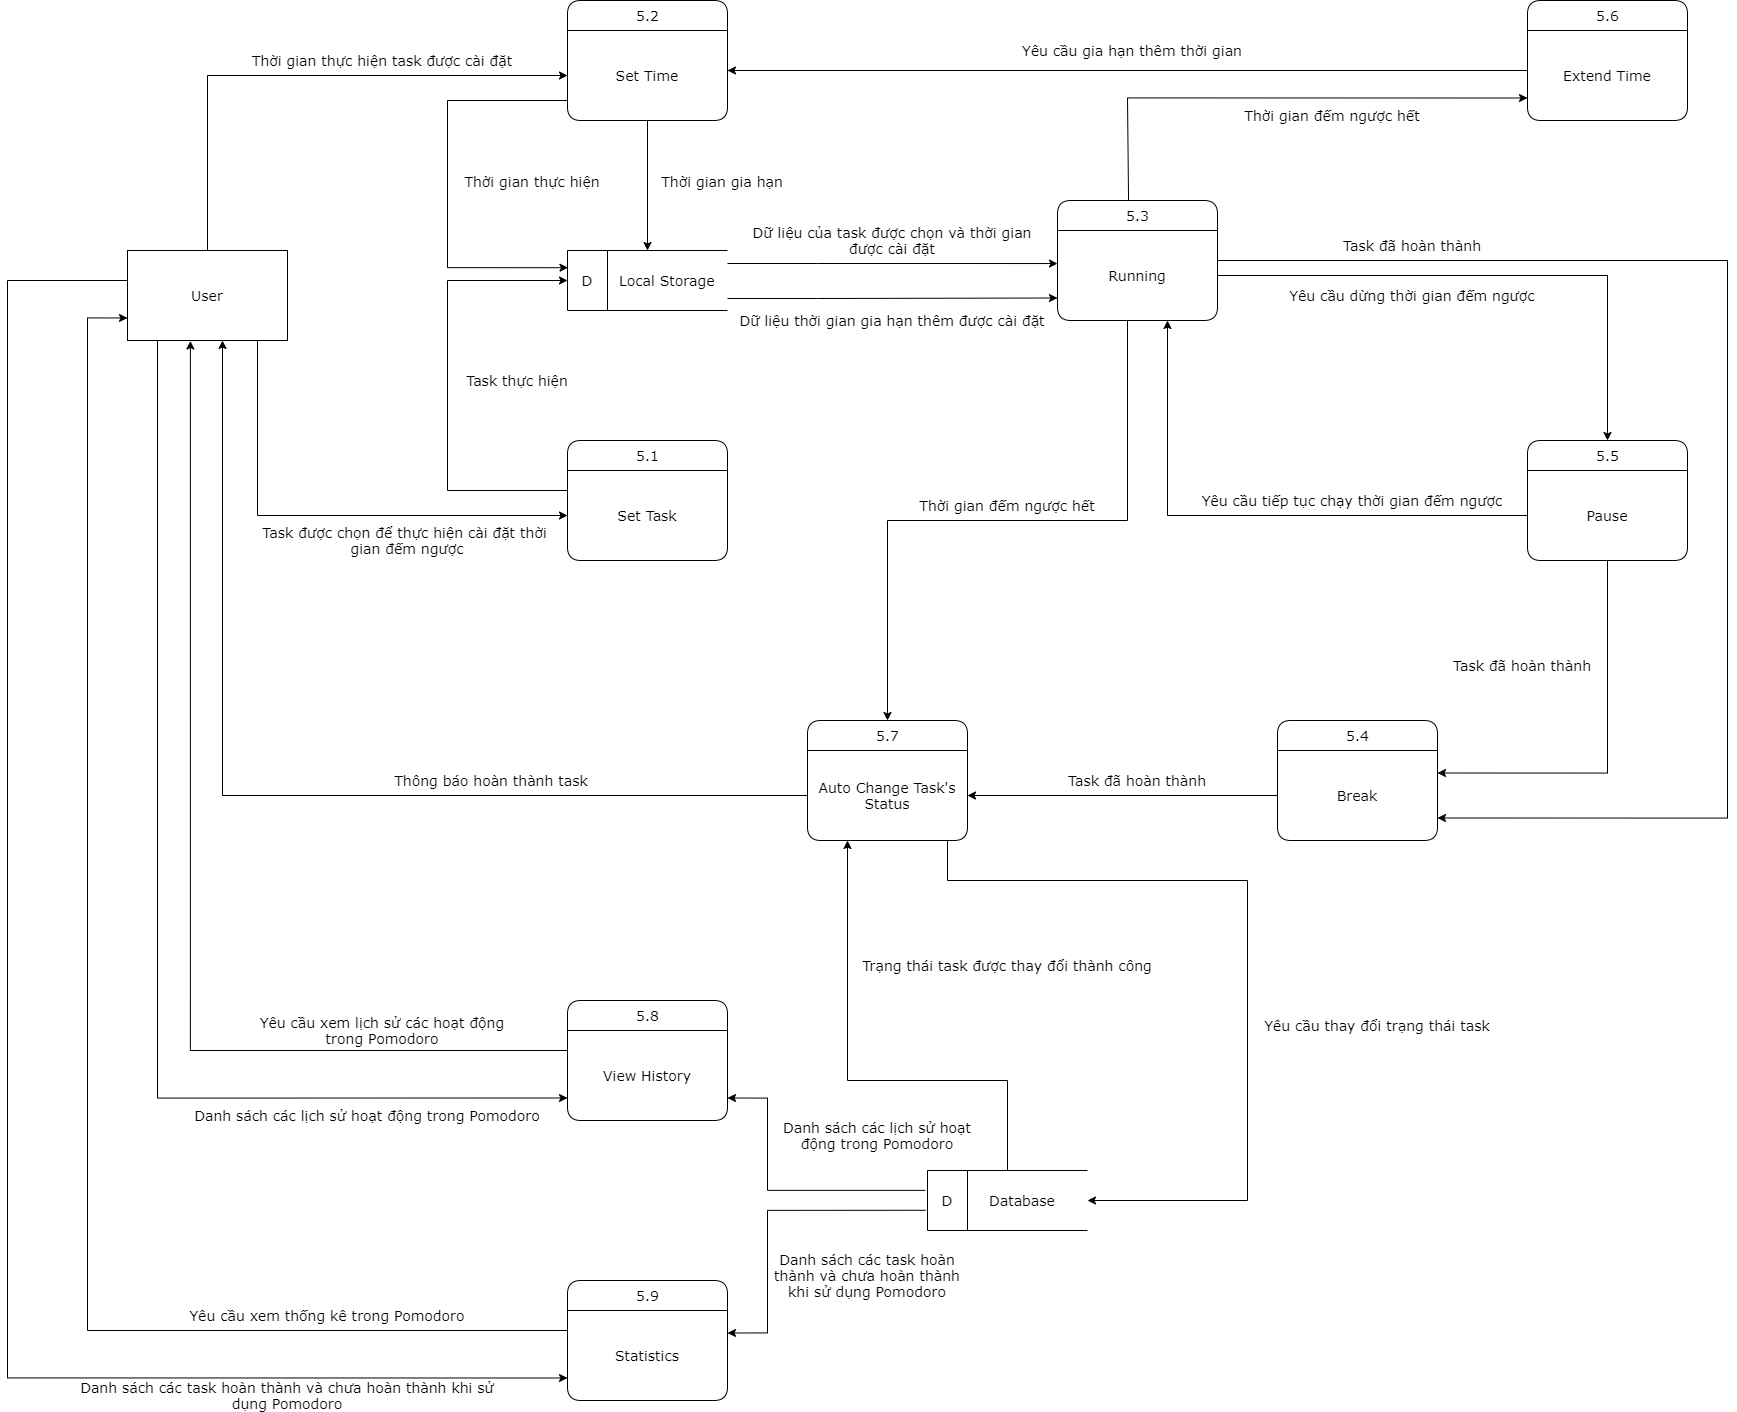 5.2
Set Time
5.6
Extend Time
Thời gian thực hiện task được cài đặt
Yêu cầu gia hạn thêm thời gian
Thời gian đếm ngược hết
Thời gian thực hiện
Thời gian gia hạn
5.3
Running
Dữ liệu của task được chọn và thời gian
được cài đặt
Task đã hoàn thành
User
D
Local Storage
Yêu cầu dừng thời gian đếm ngược
Dữ liệu thời gian gia hạn thêm được cài đặt
Task thực hiện
5.1
Set Task
5.5
Pause
Yêu cầu tiếp tục chạy thời gian đếm ngược
Thời gian đếm ngược hết
Task được chọn để thực hiện cài đặt thời
gian đếm ngược
Task đã hoàn thành
5.7
Auto Change Task's
Status
5.4
Break
Thông báo hoàn thành task
Task đã hoàn thành
Trạng thái task được thay đổi thành công
Yêu cầu thay đổi trạng thái task
5.8
View History
Yêu cầu xem lịch sử các hoạt động
trong Pomodoro
Danh sách các lịch sử hoạt động trong Pomodoro
Danh sách các lịch sử hoạt
động trong Pomodoro
D
Database
Danh sách các task hoàn
thành và chưa hoàn thành
khi sử dụng Pomodoro
5.9
Statistics
Yêu cầu xem thống kê trong Pomodoro
Danh sách các task hoàn thành và chưa hoàn thành khi sử
dụng Pomodoro